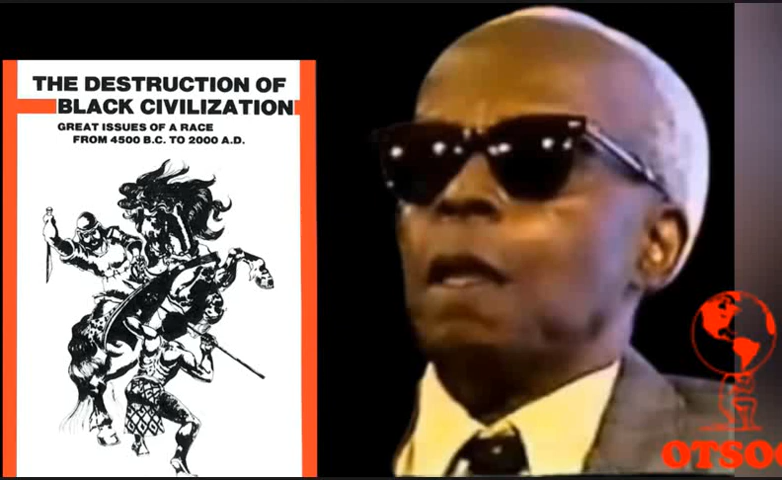 THE DESTRUCTION OF
BLACK CIVILIZATION
GREAT ISSUES OF A RACE
FROM 4500 B.C. TO 2000 A.D.